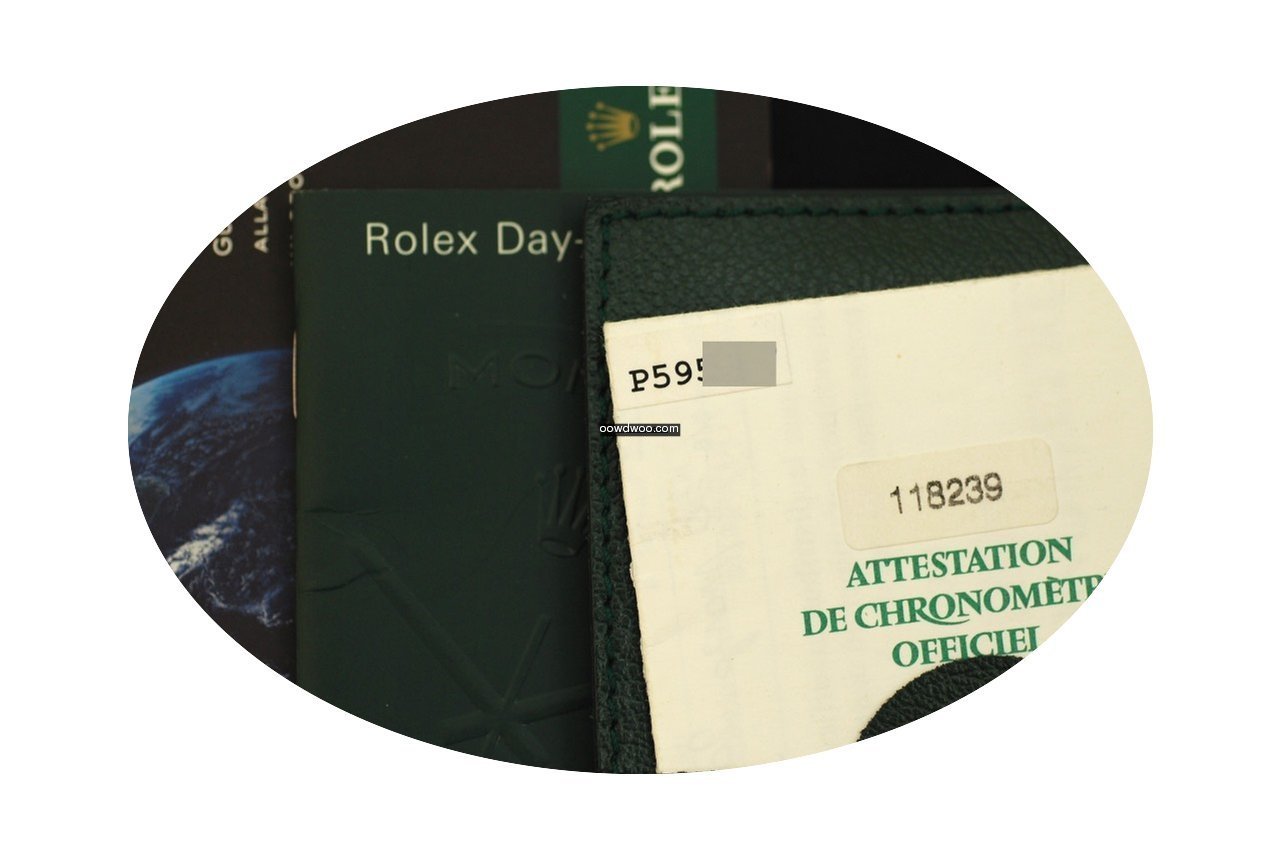 ROLE
Rolex Day-
P595
oowdwoo.com
118239
ATTESTATION
DE CHRONOMÈTR
OFFICIEL